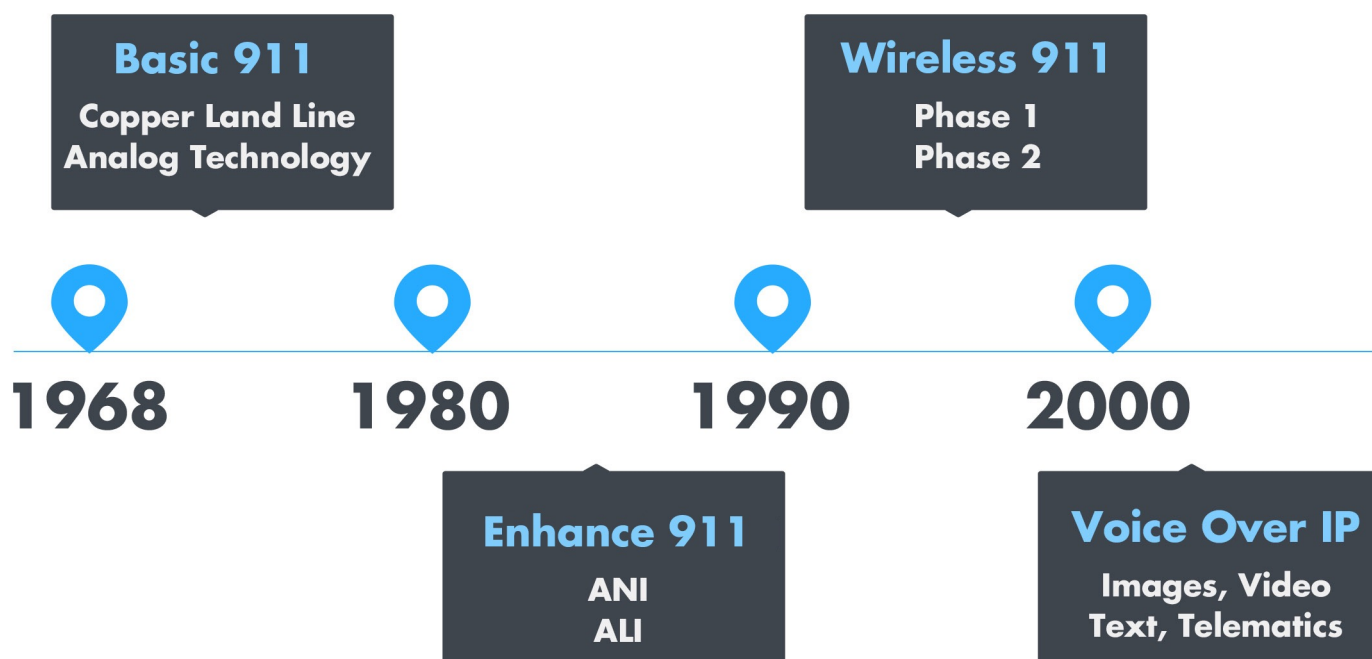 Basic 911
Copper Land Line
Analog Technology
Wireless 911
Phase 1
Phase 2
1968
1980
1990
2000
Enhance 911
ANI
ALI
Voice Over IP
Images, Video
Text, Telematics